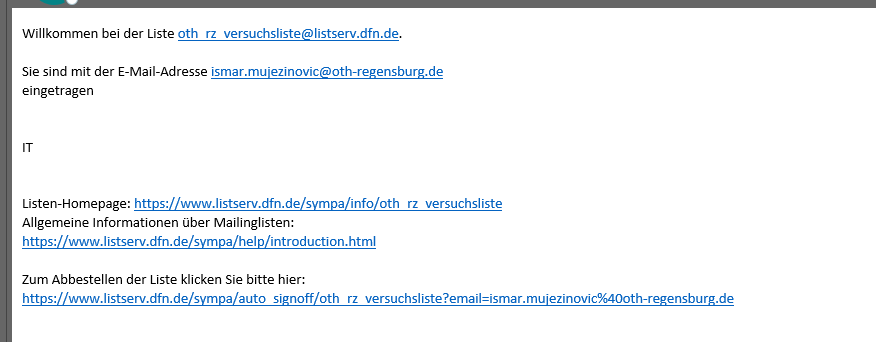 Willkommen bei der Liste oth_rz_versuchsliste@listserv.dfn.de.
Sie sind mit der E-Mail-Adresse ismar.mujezinovic@oth-regensburg.de
eingetragen
IT
Listen-Homepage: https://www.listserv.dfn.de/sympa/info/oth_rz_versuchsliste
Allgemeine Informationen über Mailinglisten:
https://www.listserv.dfn.de/sympa/help/introduction.html
Zum Abbestellen der Liste klicken Sie bitte hier:
https://www.listserv.dfn.de/sympa/auto_signoff/oth_rz_versuchsliste?email=ismar.mujezinovic%40oth-regensburg.de